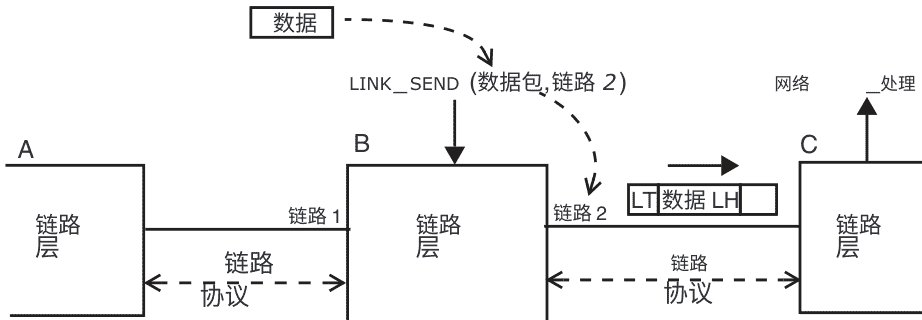 数据
LINK_SEND (数据包,链路 2)
网络 _处理
A
B
C
链路
层
链路 1
链路
层
链路 2
LT 数据 LH
链路
层
链路
协议
链路
协议